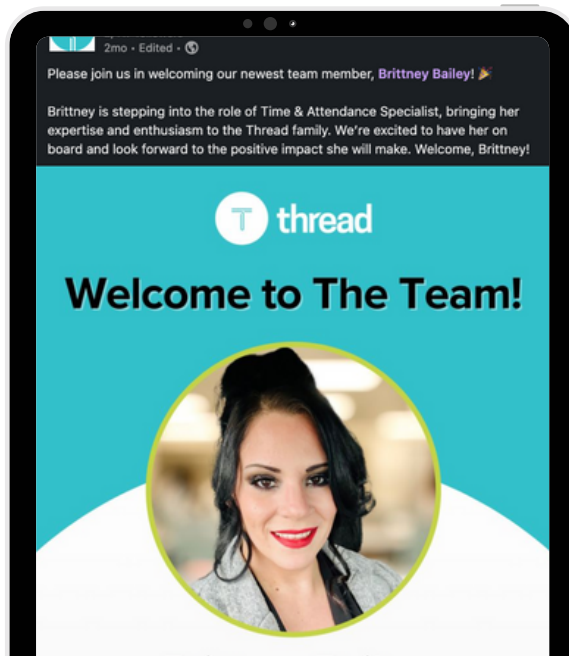 2mo • Edited •
Please join us in welcoming our newest team member, Brittney Bailey! 🎉
Brittney is stepping into the role of Time & Attendance Specialist, bringing her
expertise and enthusiasm to the Thread family. We're excited to have her on
board and look forward to the positive impact she will make. Welcome, Brittney!
T thread
Welcome to The Team!